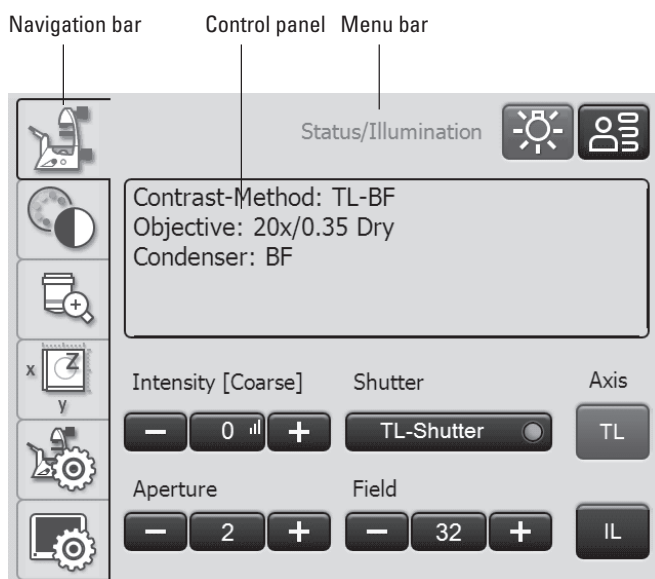 Navigation bar Control panel Menu bar
Status/Illumination
Contrast-Method: TL-BF
Objective: 20x/0.35 Dry
Condenser: BF
x Z
y
Intensity [Coarse] Shutter Axis
− 0 + TL-Shutter TL
Aperture Field
− 2 + − 32 + IL